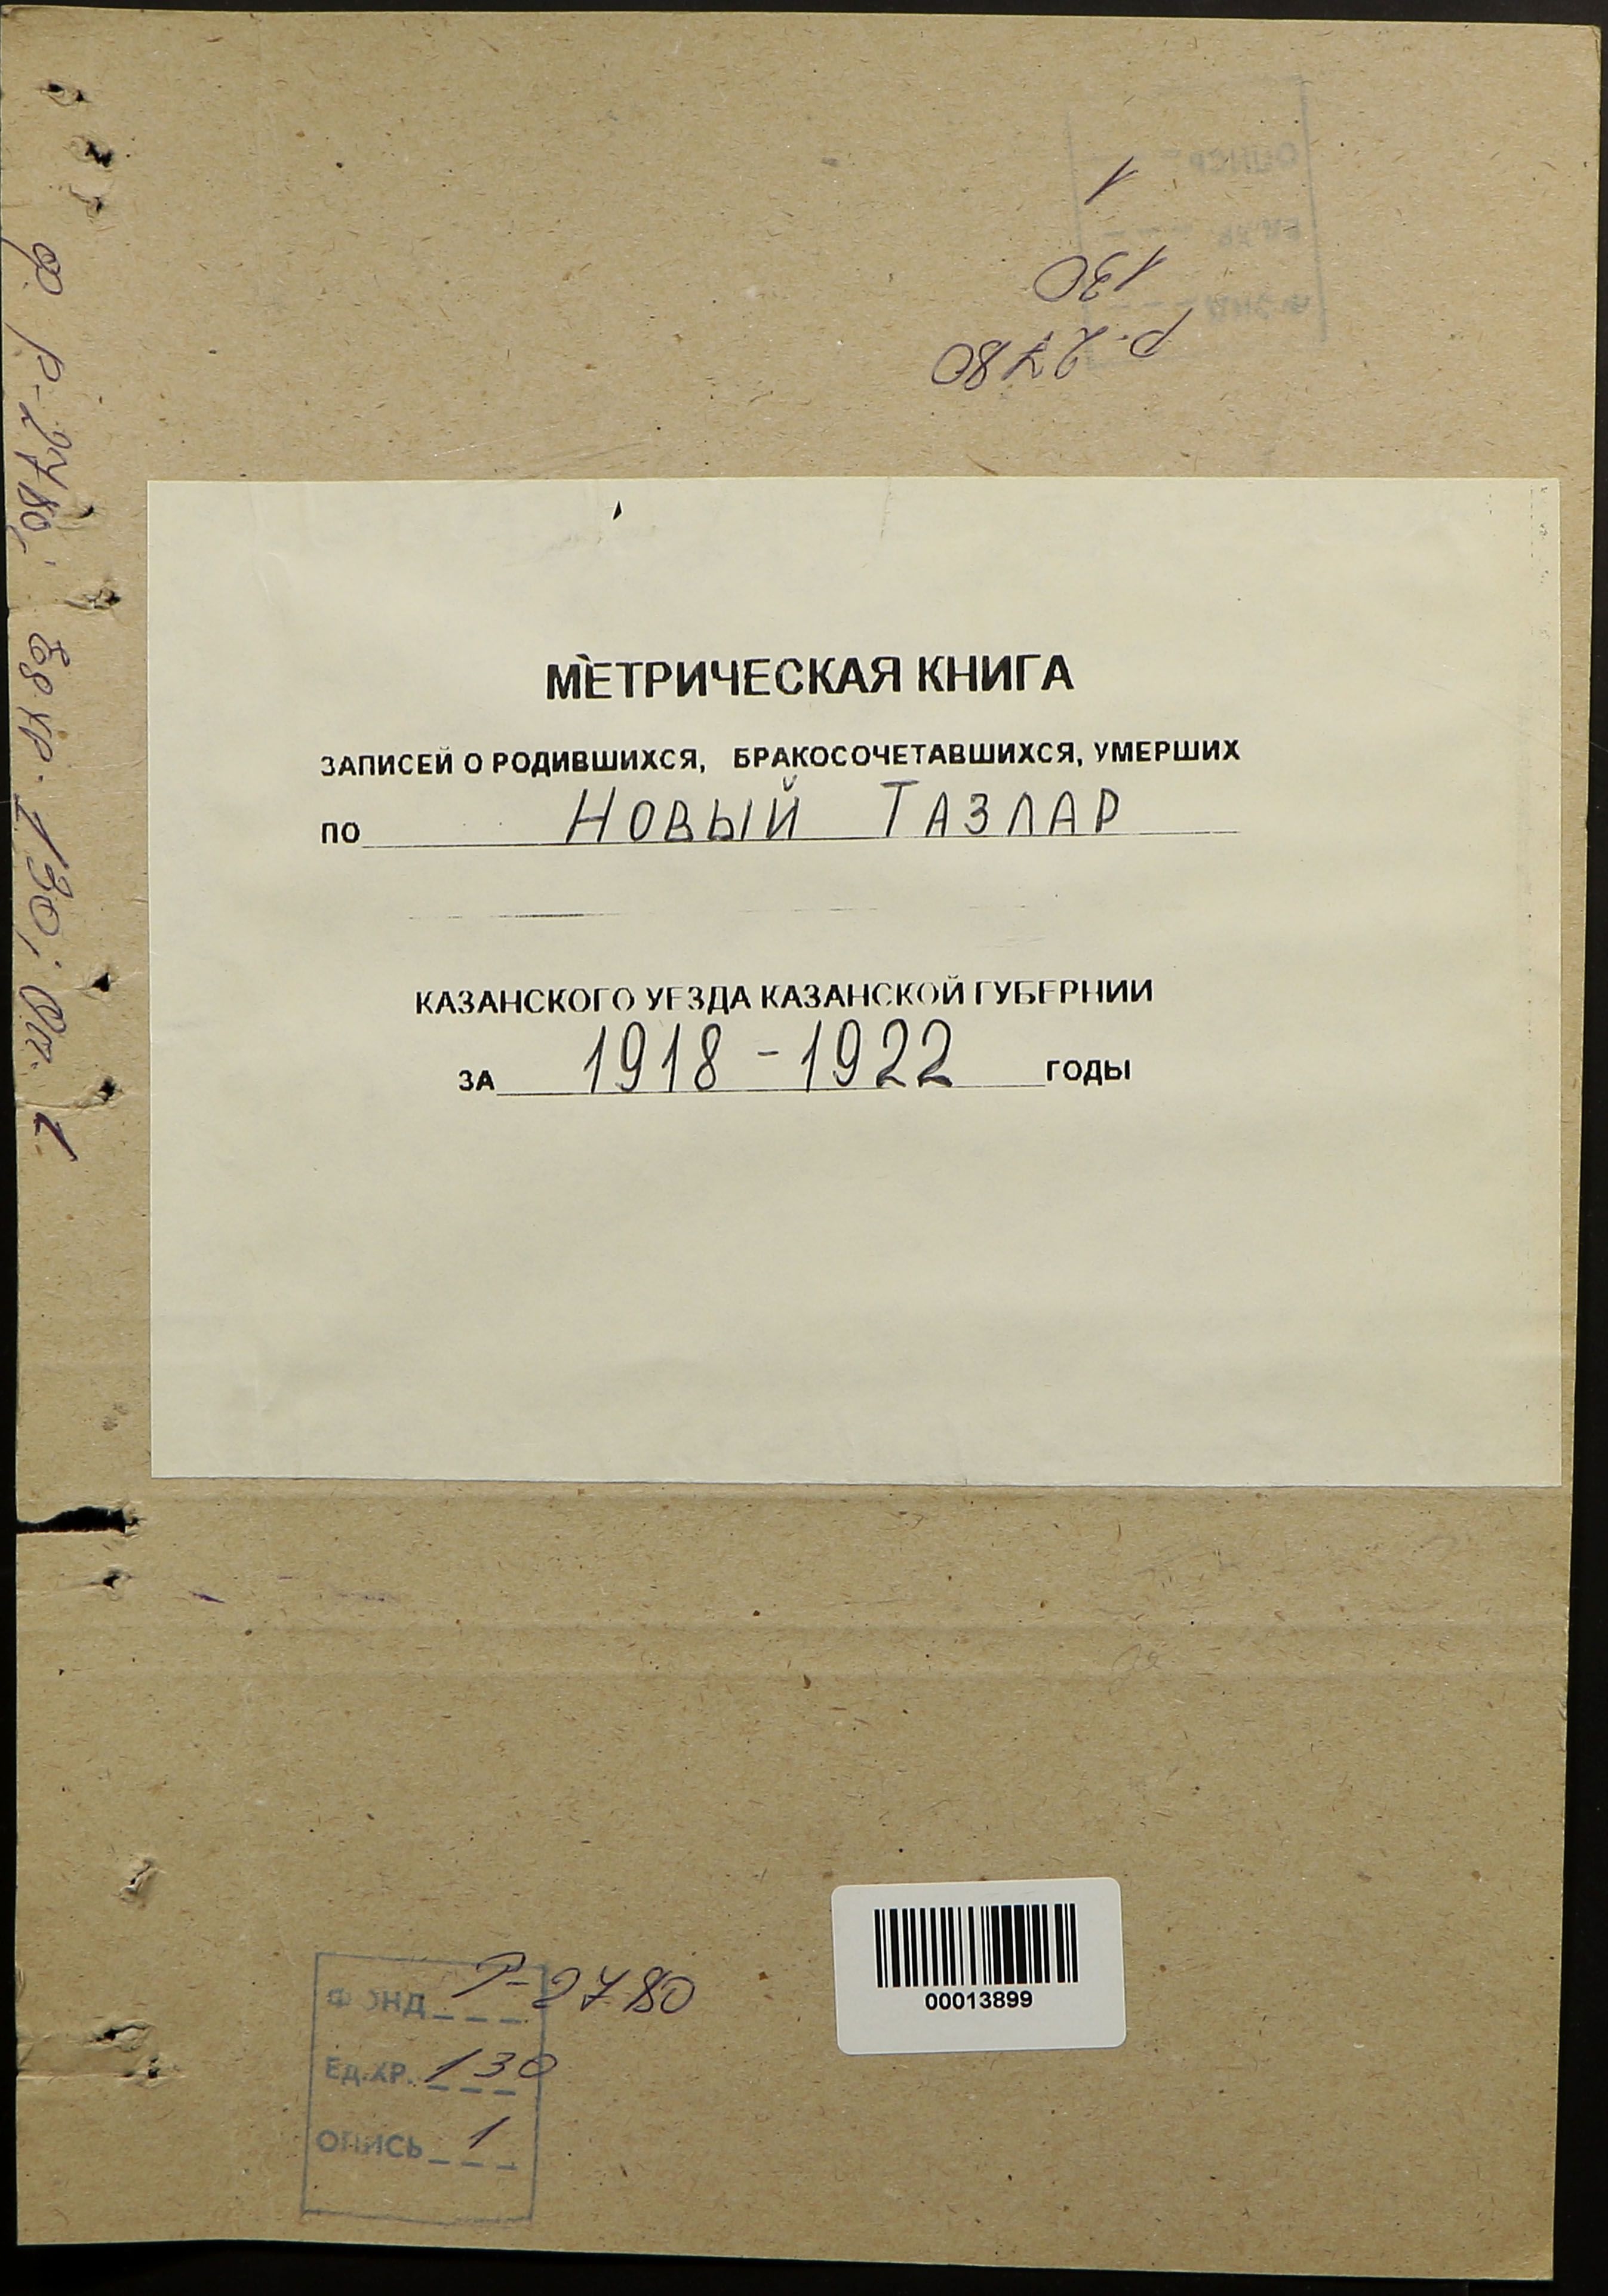 1
130
Р-2780
ф. Р-2780, ед.хр. 130, оп. 1
МЕТРИЧЕСКАЯ КНИГА
ЗАПИСЕЙ О РОДИВШИХСЯ, БРАКОСОЧЕТАВШИХСЯ, УМЕРШИХ
ПО НОВЫЙ ТАЗЛАР
КАЗАНСКОГО УЕЗДА КАЗАНСКОЙ ГУБЕРНИИ
ЗА 1918-1922 ГОДЫ
ФОНД Р-2780
ЕД.ХР. 130
ОПИСЬ 1
00013899